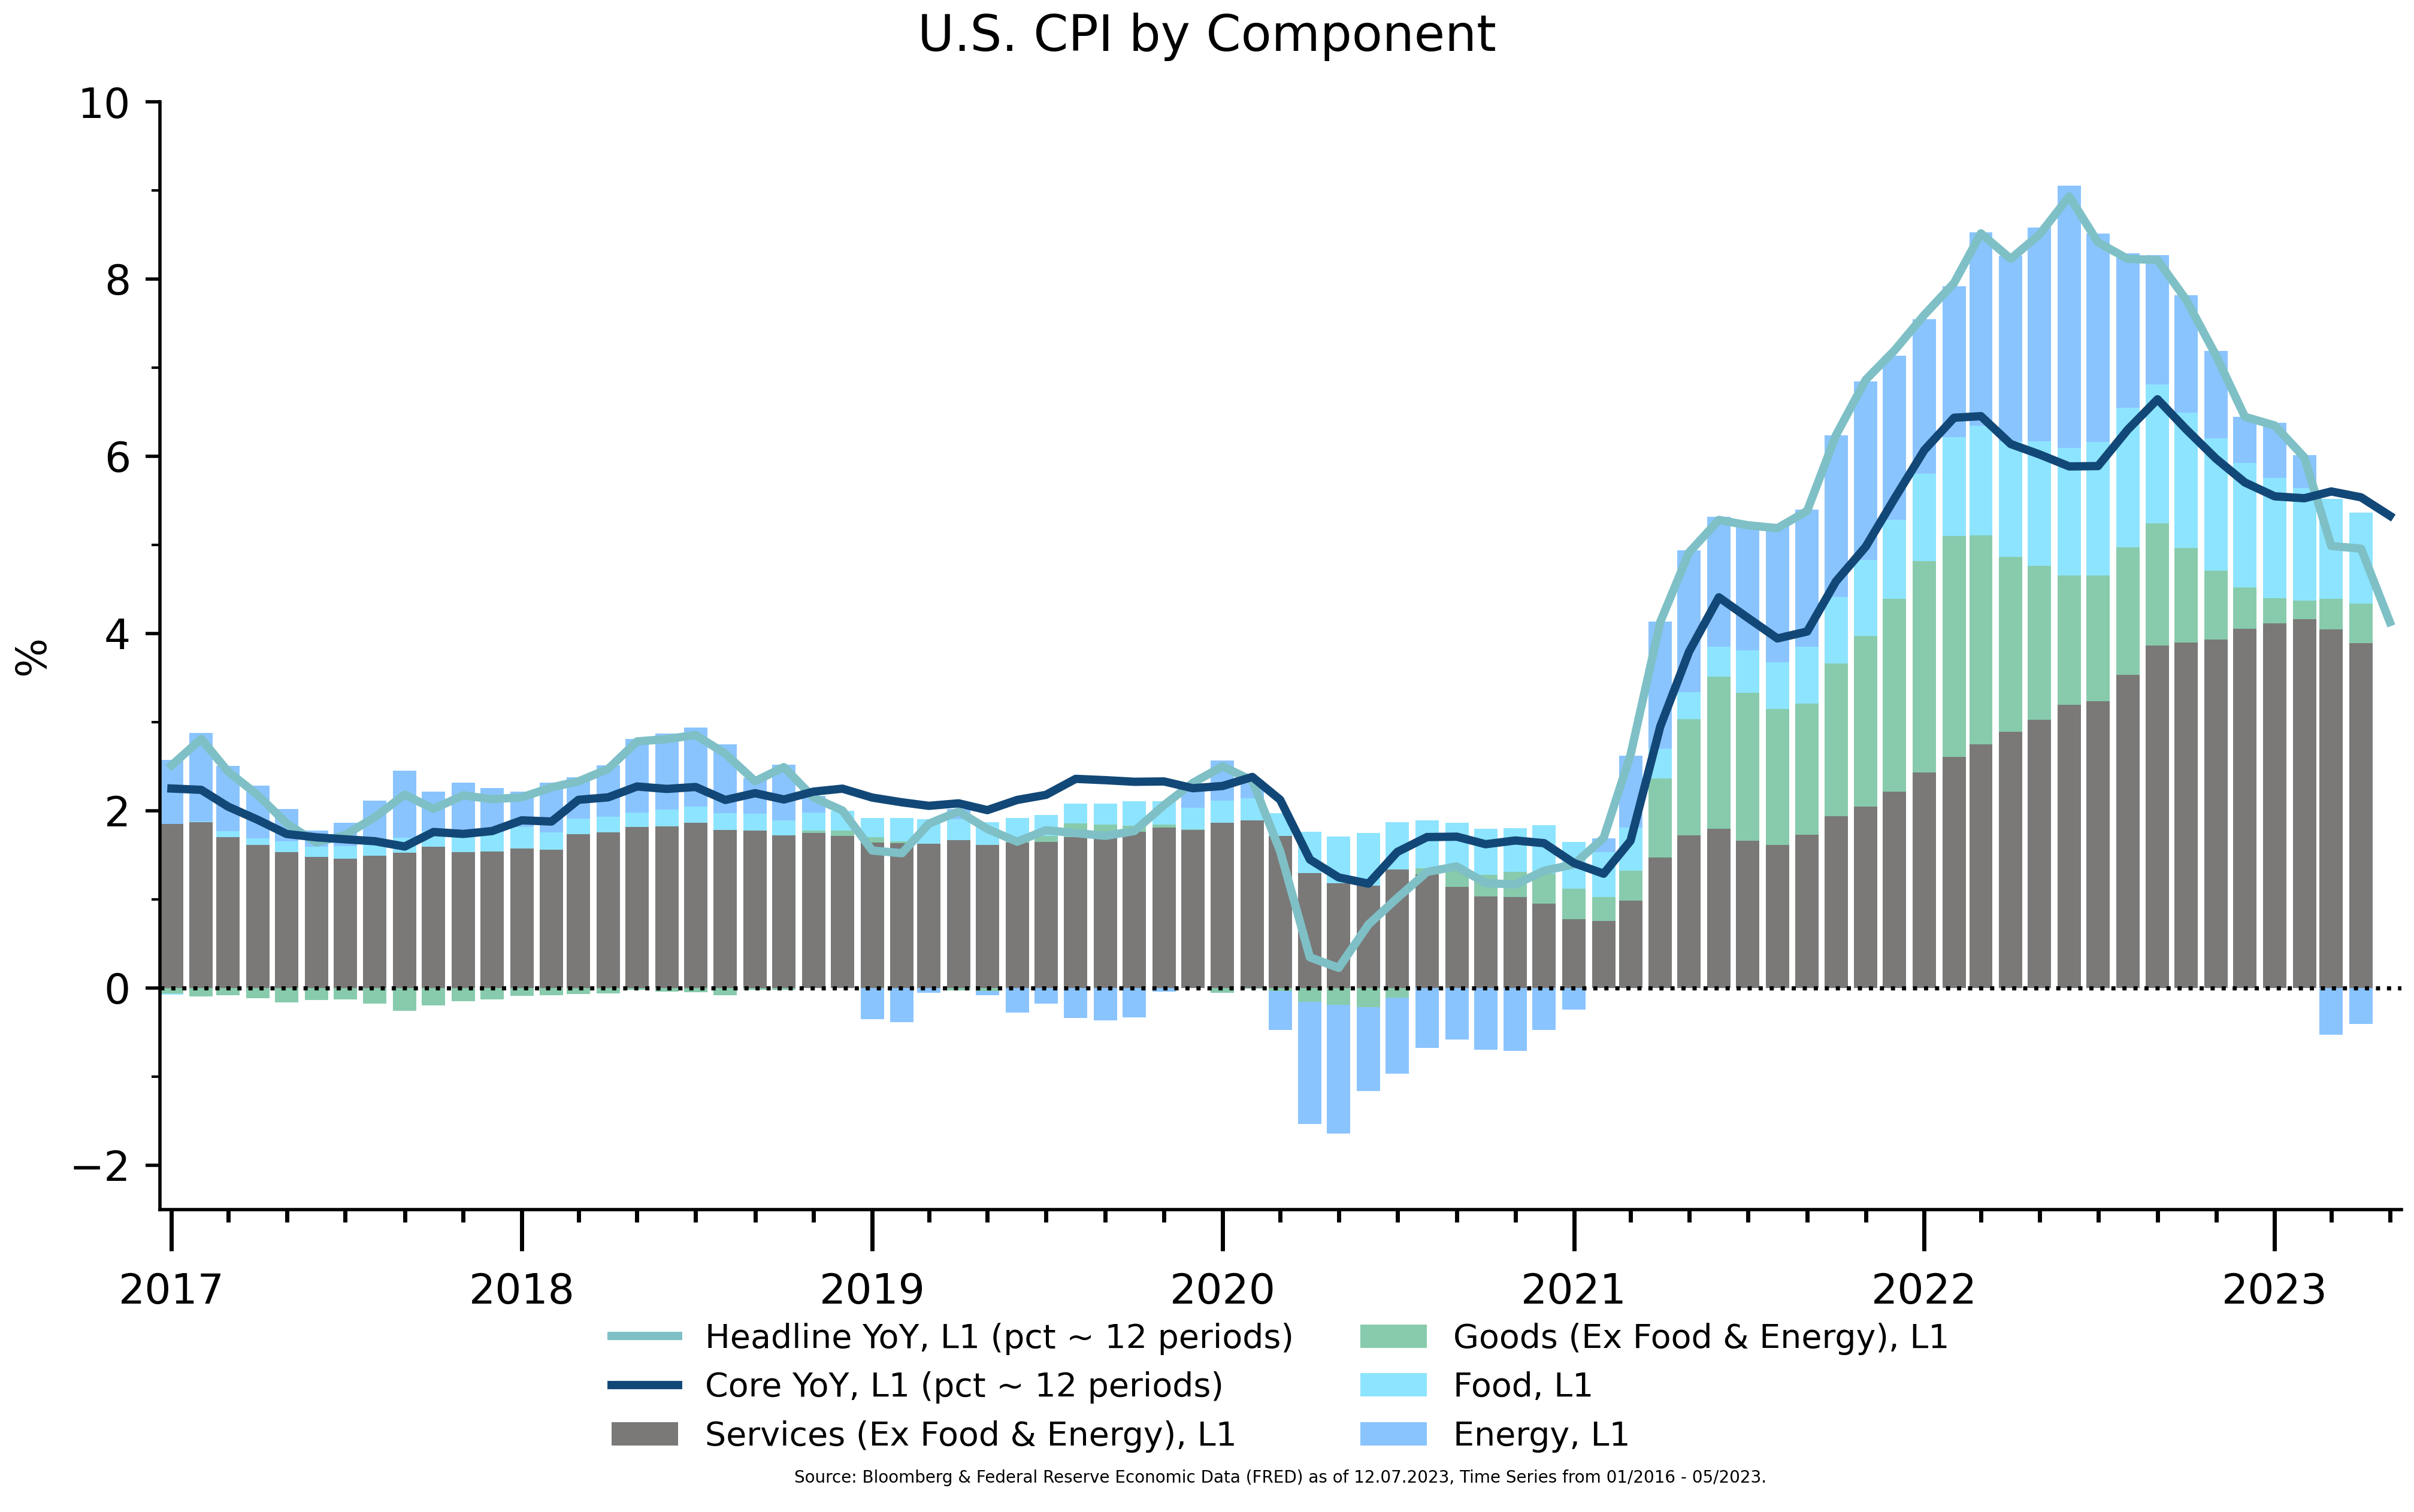 U.S. CPI by Component
10
8
6
4
2
0
−2
%
2017 2018 2019 2020 2021 2022 2023
Headline YoY, L1 (pct ~ 12 periods)
Core YoY, L1 (pct ~ 12 periods)
Services (Ex Food & Energy), L1
Goods (Ex Food & Energy), L1
Food, L1
Energy, L1
Source: Bloomberg & Federal Reserve Economic Data (FRED) as of 12.07.2023, Time Series from 01/2016 - 05/2023.